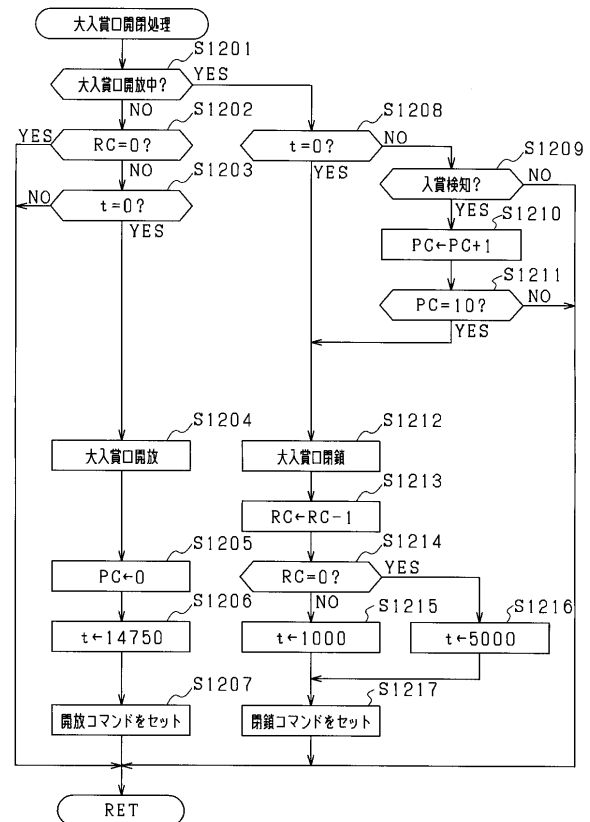 大入賞口開閉処理
S1201
大入賞口開放中?
YES
NO
S1202
YES
RC=0?
NO
S1203
NO
t=0?
YES
S1208
t=0?
NO
YES
S1209
入賞検知?
NO
YES
S1210
PC←PC+1
S1211
PC=10?
NO
YES
S1204
大入賞口開放
S1212
大入賞口閉鎖
S1213
RC←RC-1
S1205
PC←0
S1214
RC=0?
YES
NO
S1206
t←14750
S1215
t←1000
S1216
t←5000
S1207
開放コマンドをセット
S1217
閉鎖コマンドをセット
RET